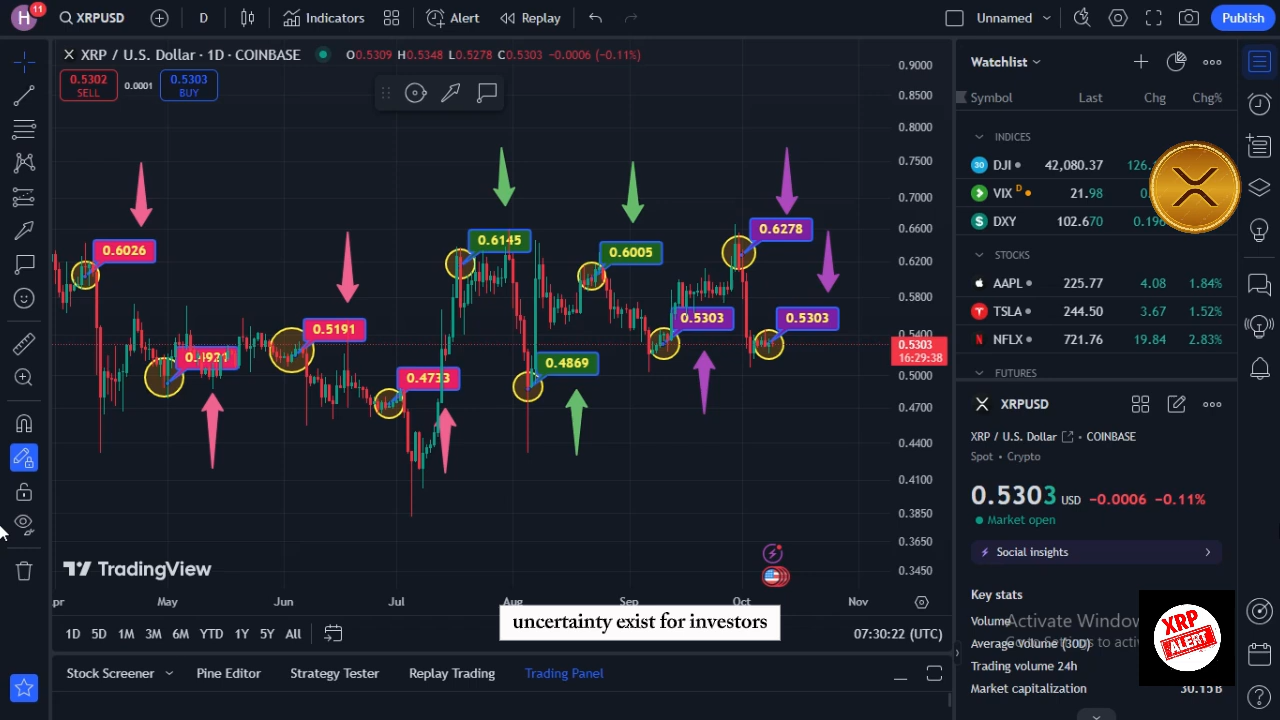 H 11 XRPUSD D Indicators Alert Replay Unnamed Publish
XRP / U.S. Dollar · 1D · COINBASE O0.5309 H0.5348 L0.5278 C0.5303 −0.0006 (−0.11%)
0.5302 SELL 0.0001 0.5303 BUY
0.9000
0.8500
0.8000
0.7500
0.7000
0.6600
0.6200
0.5800
0.5400
0.5303
16:29:38
0.5000
0.4700
0.4400
0.4100
0.3850
0.3650
0.3450
0.6026
0.4921
0.5191
0.4733
0.6145
0.4869
0.6005
0.5303
0.6278
0.5303
TradingView
May Jun Jul Aug Sep Oct Nov
uncertainty exist for investors
1D 5D 1M 3M 6M YTD 1Y 5Y All 07:30:22 (UTC)
Stock Screener Pine Editor Strategy Tester Replay Trading Trading Panel
Watchlist
Symbol Last Chg Chg%
INDICES
30 DJI 42,080.37 126.
VIX D 21.98
$ DXY 102.670 0.196
STOCKS
AAPL 225.77 4.08 1.84%
TSLA 244.50 3.67 1.52%
NFLX 721.76 19.84 2.83%
FUTURES
XRPUSD
XRP / U.S. Dollar COINBASE
Spot • Crypto
0.5303 USD −0.0006 −0.11%
Market open
Social insights
Key stats
Volume
Activate Window
Average Volume (30D)
Trading volume 24h
Market capitalization 30.15B
XRP
ALERT